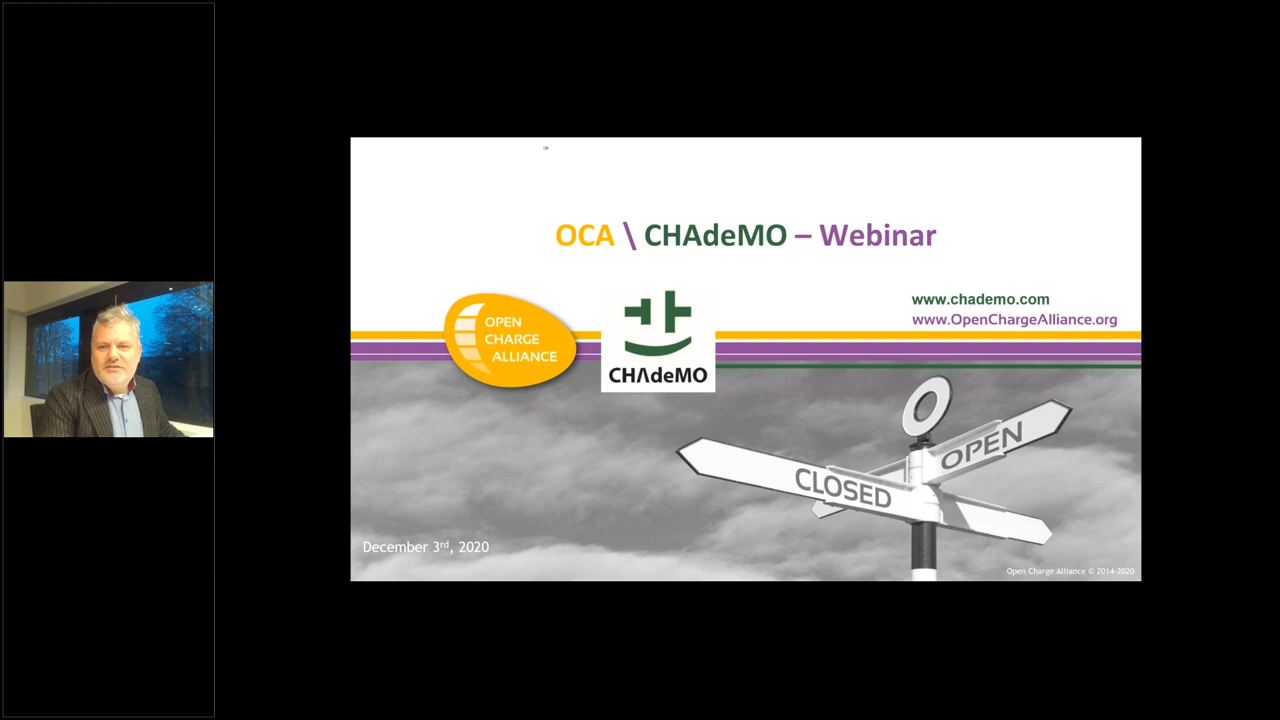 OCA \ CHAdeMO – Webinar
www.chademo.com
www.OpenChargeAlliance.org
OPEN
CHARGE
ALLIANCE
CHΛdeMO
OPEN
CLOSED
December 3rd, 2020
Open Charge Alliance © 2014-2020